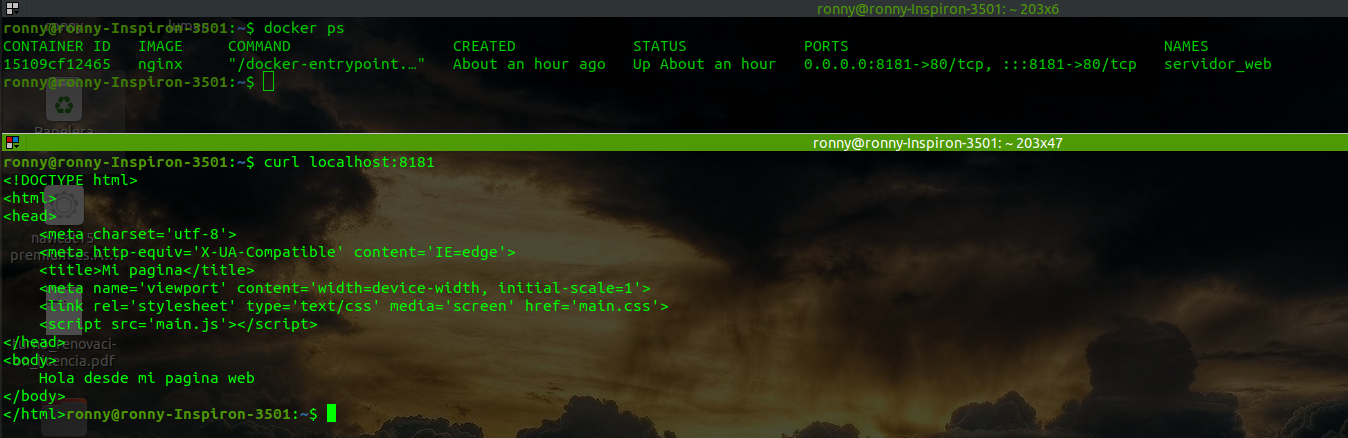 ronny@ronny-Inspiron-3501: ~ 203x6
ronny@ronny-Inspiron-3501:~$ docker ps
CONTAINER ID   IMAGE     COMMAND                  CREATED             STATUS             PORTS                                   NAMES
15109cf12465   nginx     "/docker-entrypoint.…"   About an hour ago   Up About an hour   0.0.0.0:8181->80/tcp, :::8181->80/tcp   servidor_web
ronny@ronny-Inspiron-3501:~$
Papelera
ronny@ronny-Inspiron-3501: ~ 203x47
ronny@ronny-Inspiron-3501:~$ curl localhost:8181
<!DOCTYPE html>
<html>
<head>
    <meta charset='utf-8'>
    <meta http-equiv='X-UA-Compatible' content='IE=edge'>
    <title>Mi pagina</title>
    <meta name='viewport' content='width=device-width, initial-scale=1'>
    <link rel='stylesheet' type='text/css' media='screen' href='main.css'>
    <script src='main.js'></script>
</head>
<body>
    Hola desde mi pagina web
</body>
</html>ronny@ronny-Inspiron-3501:~$